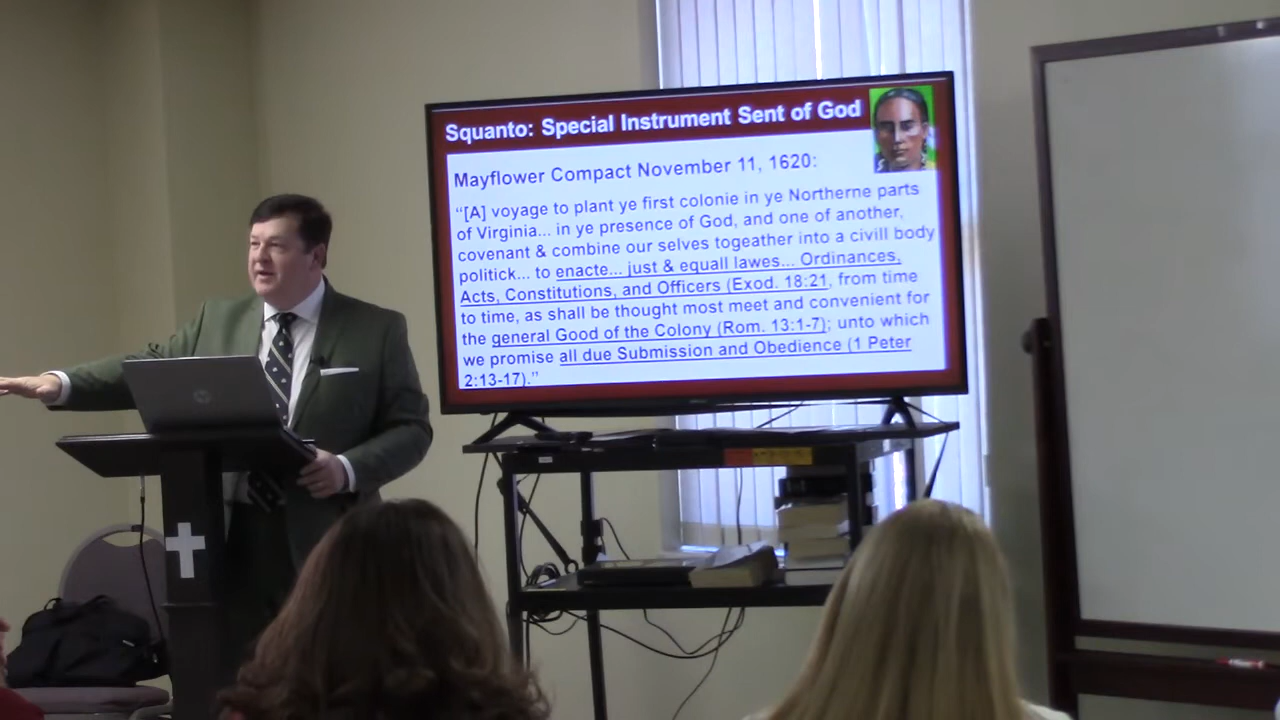 Squanto: Special Instrument Sent of God
Mayflower Compact November 11, 1620:
“[A] voyage to plant ye first colonie in ye Northerne parts
of Virginia... in ye presence of God, and one of another,
covenant & combine our selves togeather into a civill body
politick... to enacte... just & equall lawes... Ordinances,
Acts, Constitutions, and Officers (Exod. 18:21, from time
to time, as shall be thought most meet and convenient for
the general Good of the Colony (Rom. 13:1-7); unto which
we promise all due Submission and Obedience (1 Peter
2:13-17).”
hp